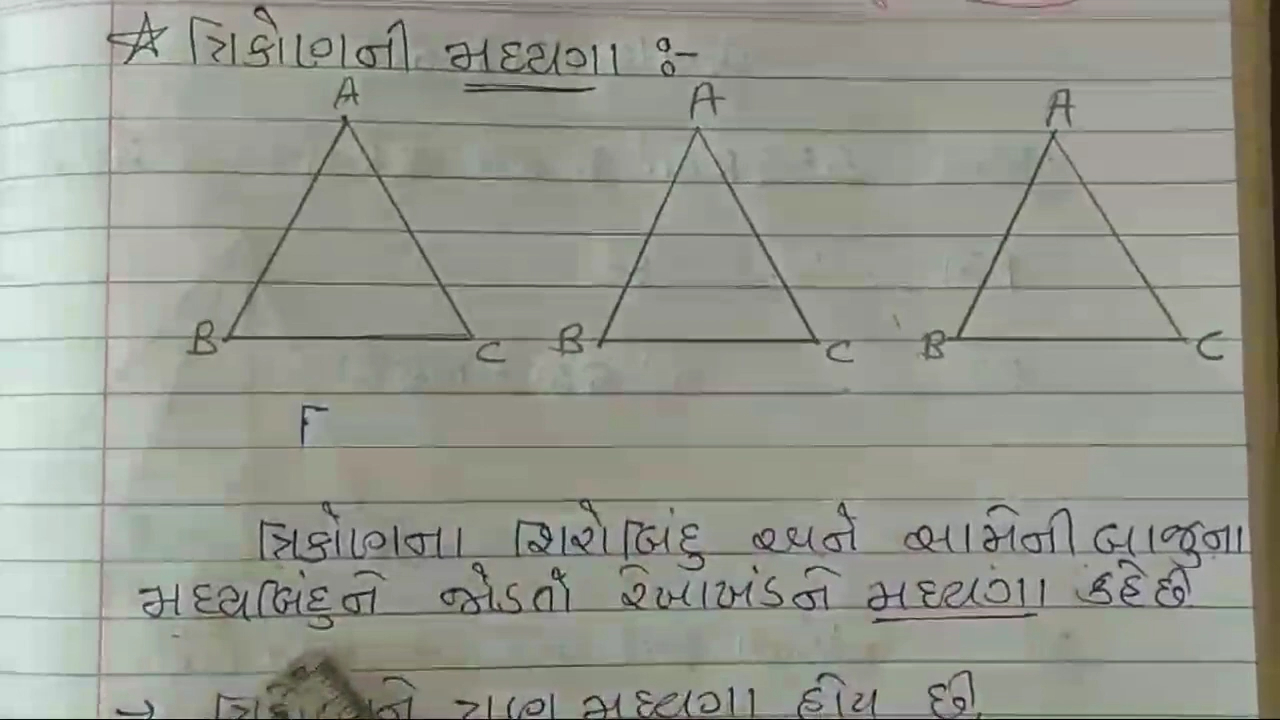 ☆ ત્રિકોણની મધ્યગા :-
A A A
B C B C B C
F
ત્રિકોણના શિરોબિંદુ અને સામેની બાજુના
મધ્યબિંદુને જોડતાં રેખાખંડને મધ્યગા કહે છે
→ ત્રણ મધ્યગા હોય છે